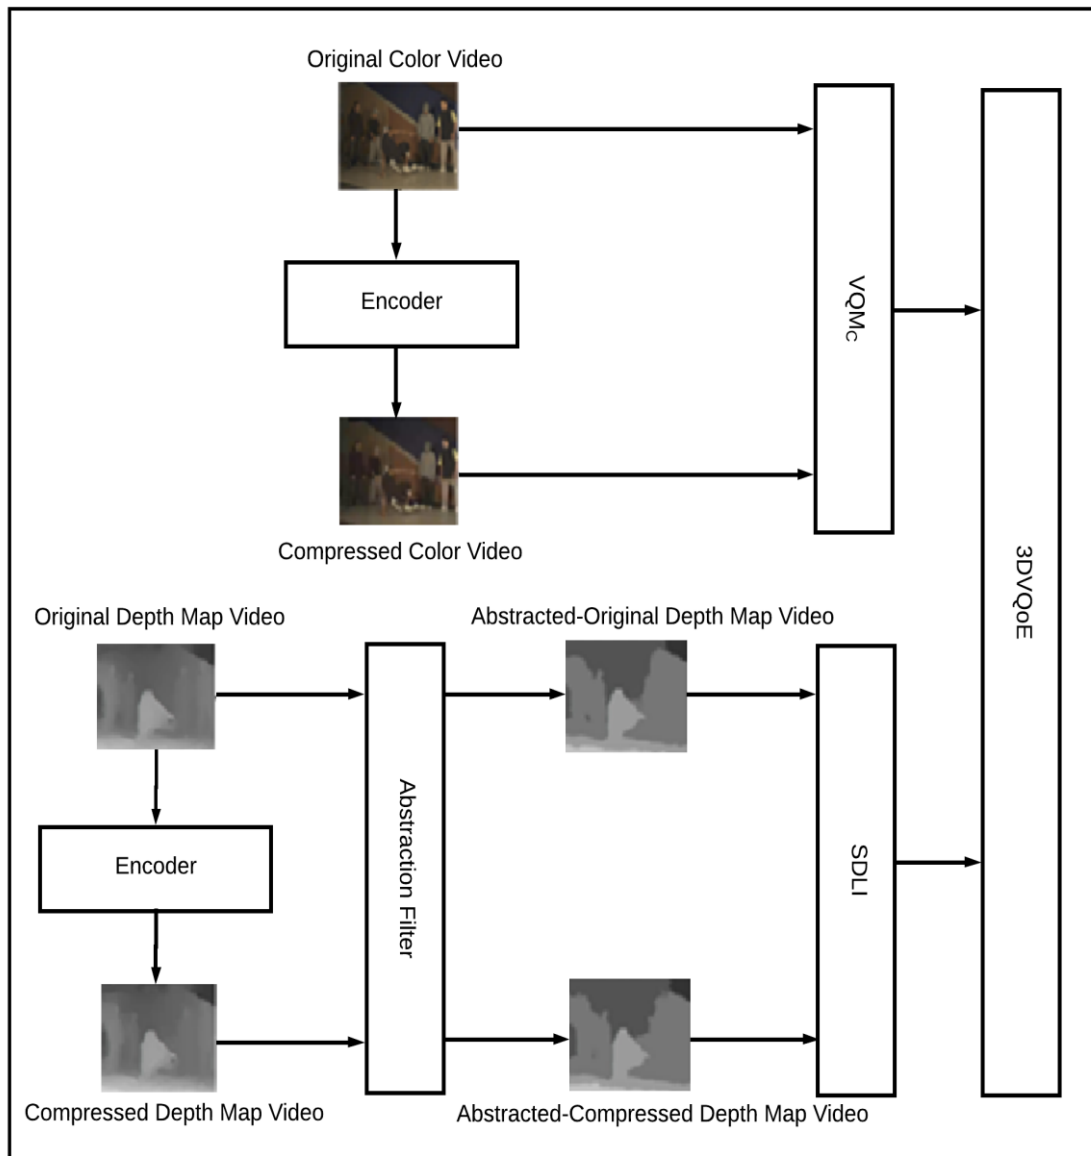 Original Color Video
Encoder
VQMC
Compressed Color Video
3DVQoE
Original Depth Map Video
Abstracted-Original Depth Map Video
Abstraction Filter
Encoder
SDLI
Compressed Depth Map Video
Abstracted-Compressed Depth Map Video